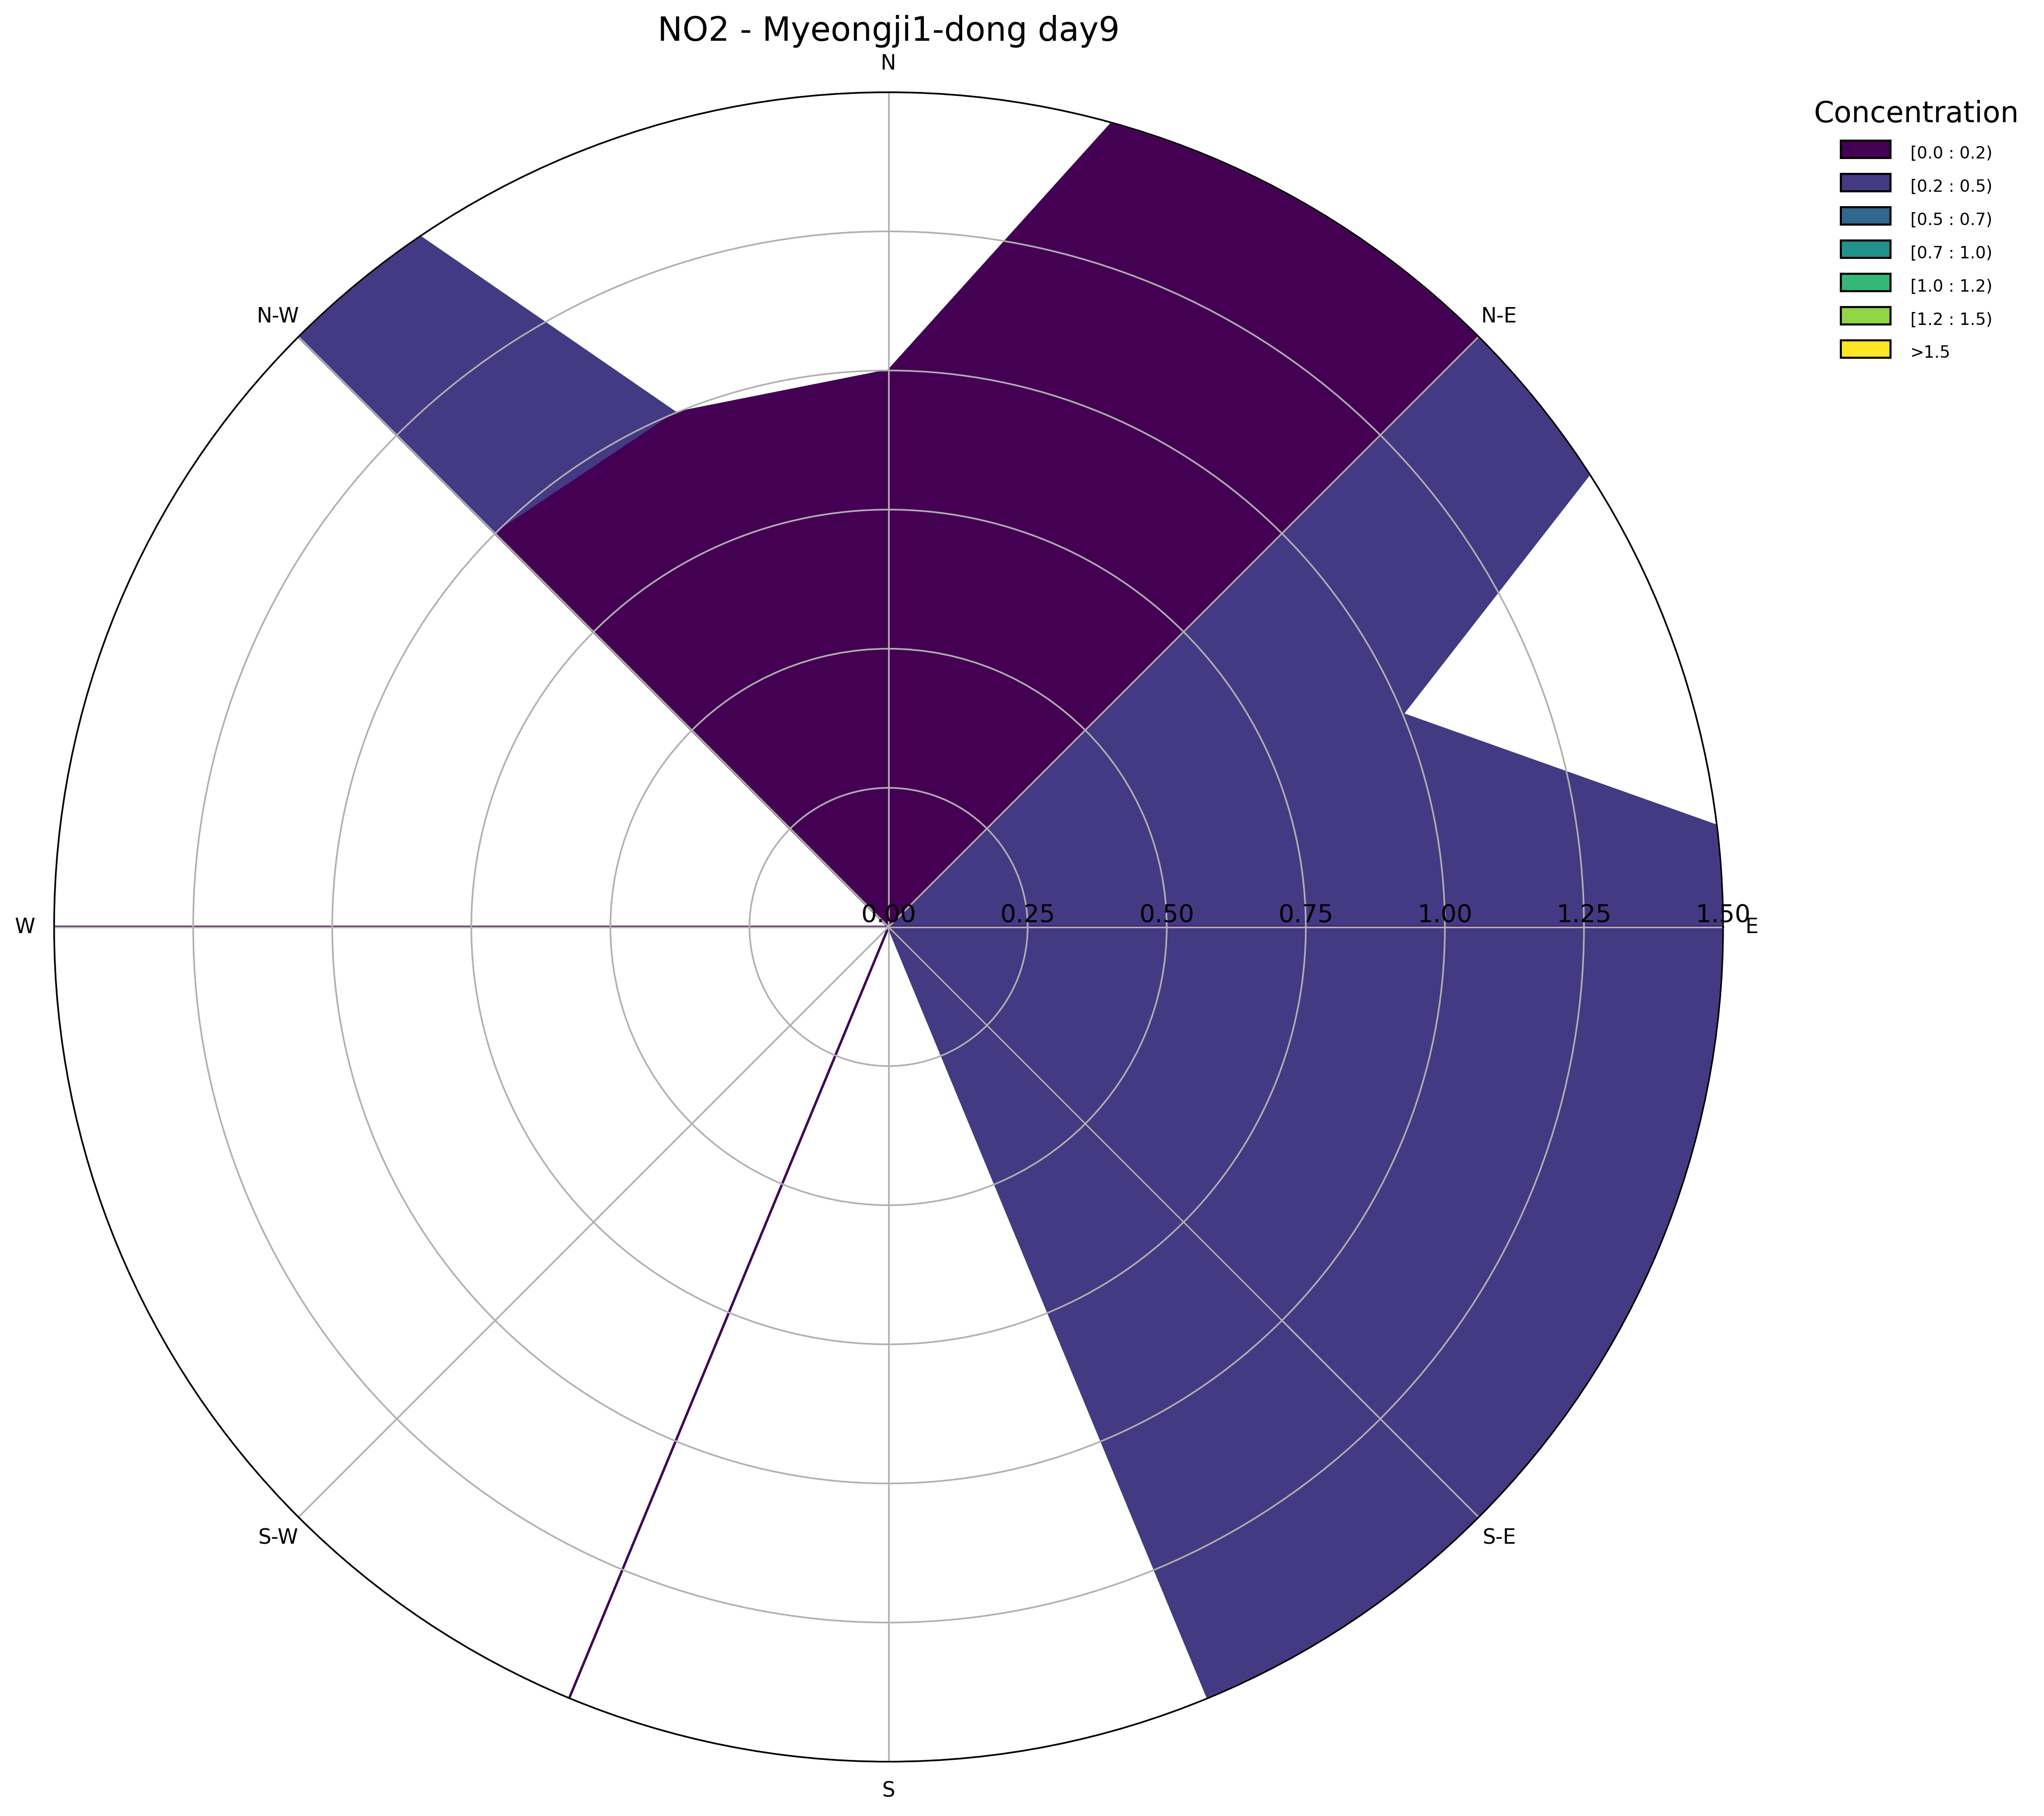 NO2 - Myeongji1-dong day9
N
Concentration
[0.0 : 0.2)
[0.2 : 0.5)
[0.5 : 0.7)
[0.7 : 1.0)
[1.0 : 1.2)
[1.2 : 1.5)
>1.5
N-W
N-E
W
0.00 0.25 0.50 0.75 1.00 1.25 1.50
E
S-W
S-E
S